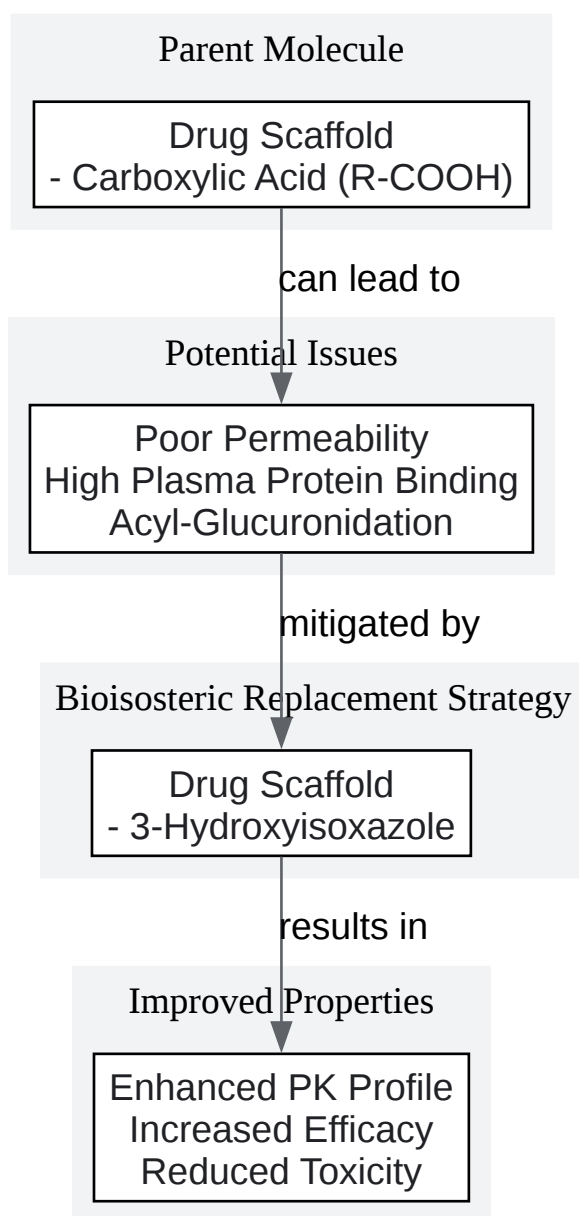 Parent Molecule
Drug Scaffold
- Carboxylic Acid (R-COOH)
can lead to
Potential Issues
Poor Permeability
High Plasma Protein Binding
Acyl-Glucuronidation
mitigated by
Bioisosteric Replacement Strategy
Drug Scaffold
- 3-Hydroxyisoxazole
results in
Improved Properties
Enhanced PK Profile
Increased Efficacy
Reduced Toxicity